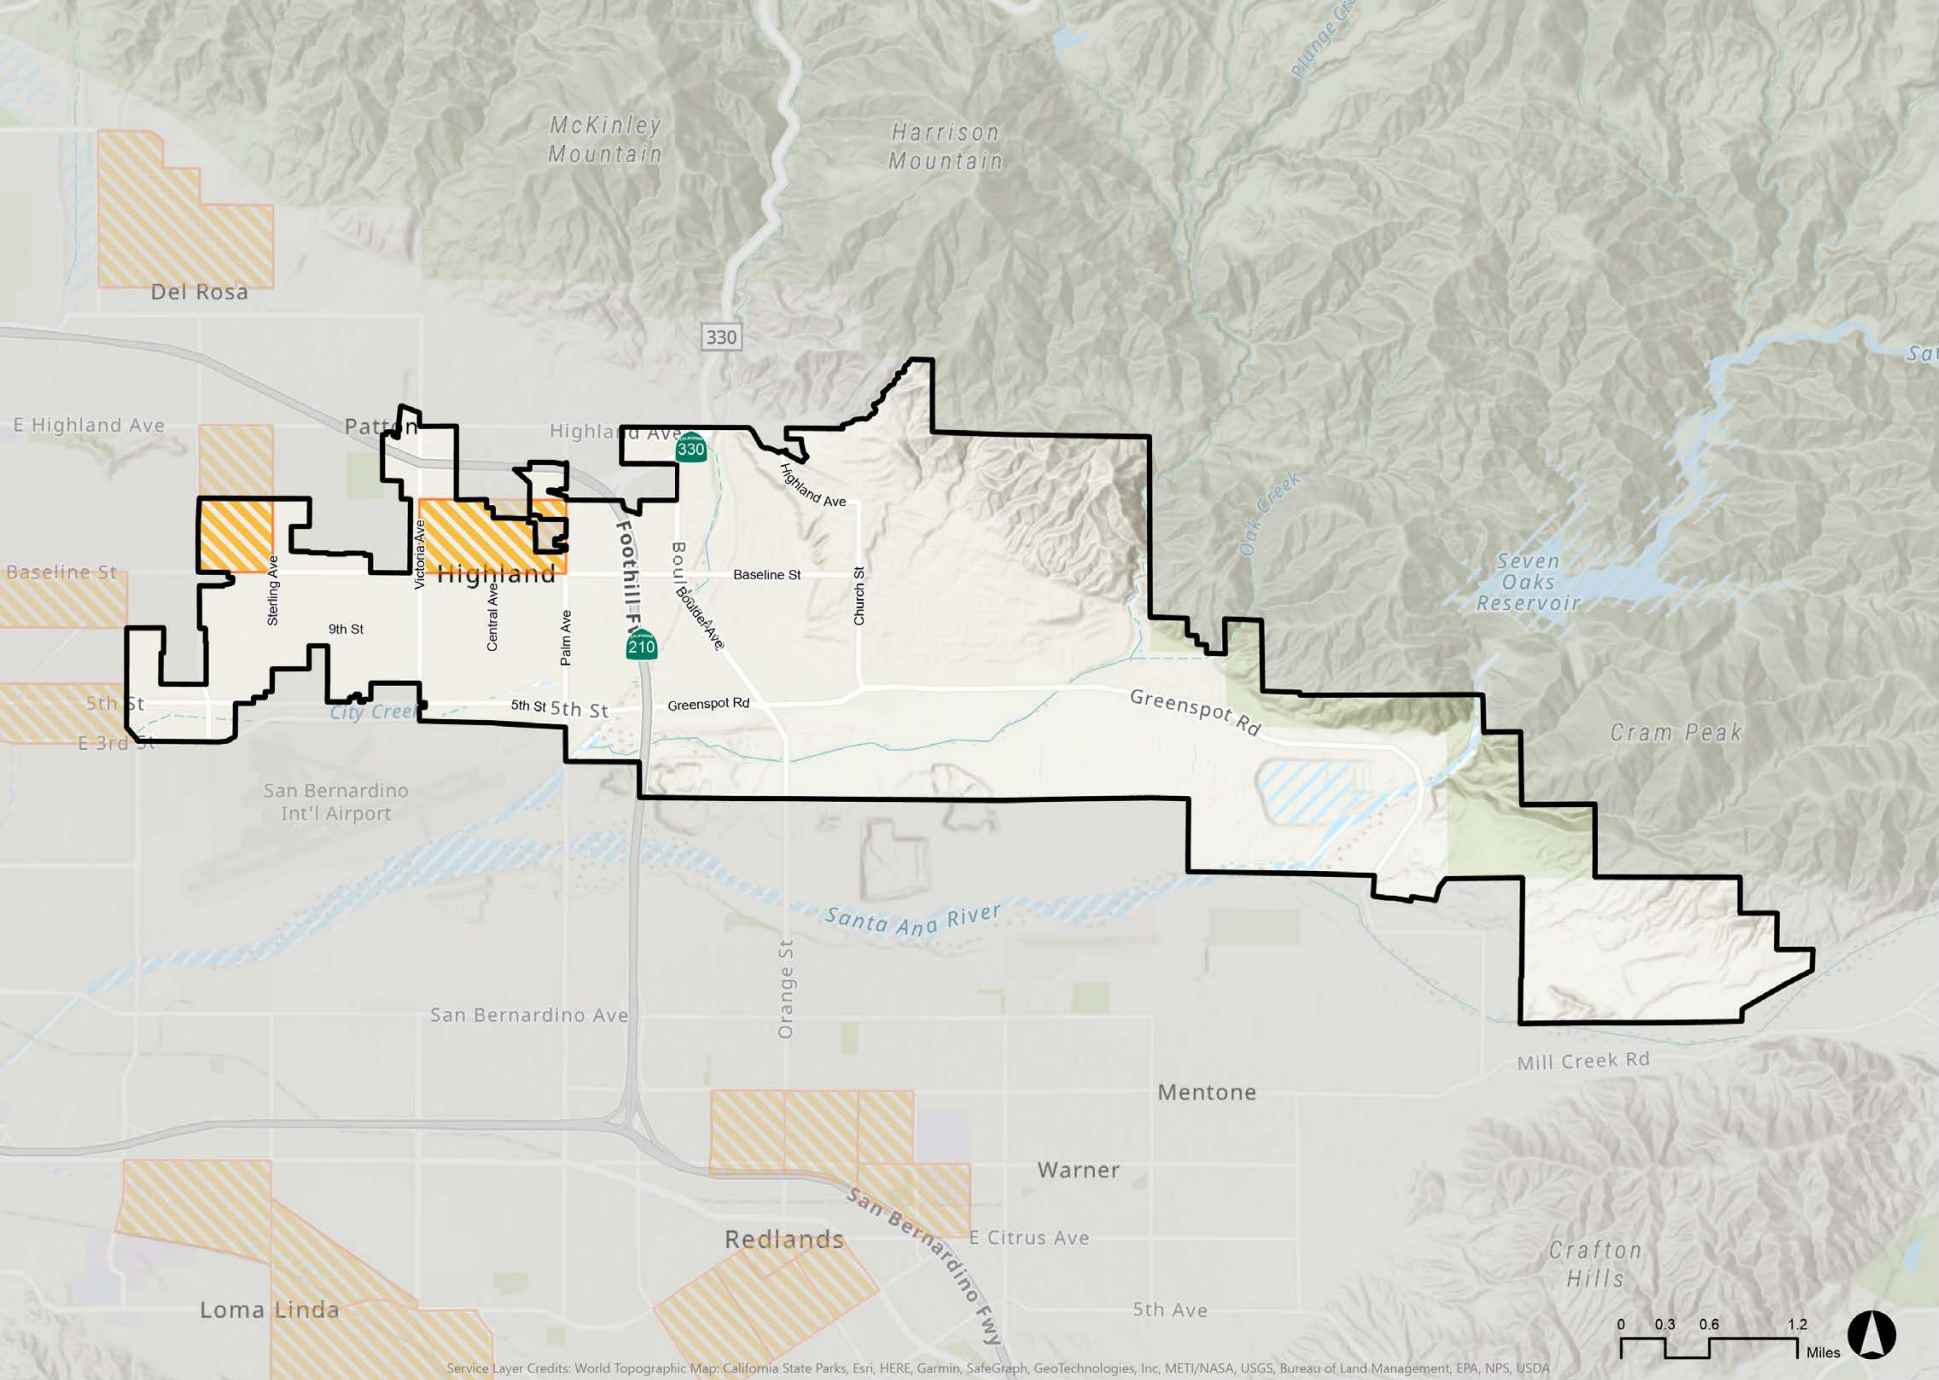 Plunge Cr
McKinley
Mountain
Harrison
Mountain
Del Rosa
330
Sa
E Highland Ave
Patton
Highland Ave
330
Highland Ave
Oak Creek
Seven
Oaks
Reservoir
Baseline St
Sterling Ave
Victoria Ave
Highland
Central Ave
Palm Ave
Foothill Fw
Boul
Boulder Ave
Baseline St
Church St
9th St
210
5th St
City Creek
5th St
5th St
Greenspot Rd
Greenspot Rd
E 3rd St
Cram Peak
San Bernardino
Int'l Airport
Santa Ana River
Orange St
San Bernardino Ave
Mill Creek Rd
Mentone
Warner
San Bernardino Fwy
Redlands
E Citrus Ave
Crafton
Hills
Loma Linda
5th Ave
0 0.3 0.6 1.2
Miles
Service Layer Credits: World Topographic Map: California State Parks, Esri, HERE, Garmin, SafeGraph, GeoTechnologies, Inc, METI/NASA, USGS, Bureau of Land Management, EPA, NPS, USDA